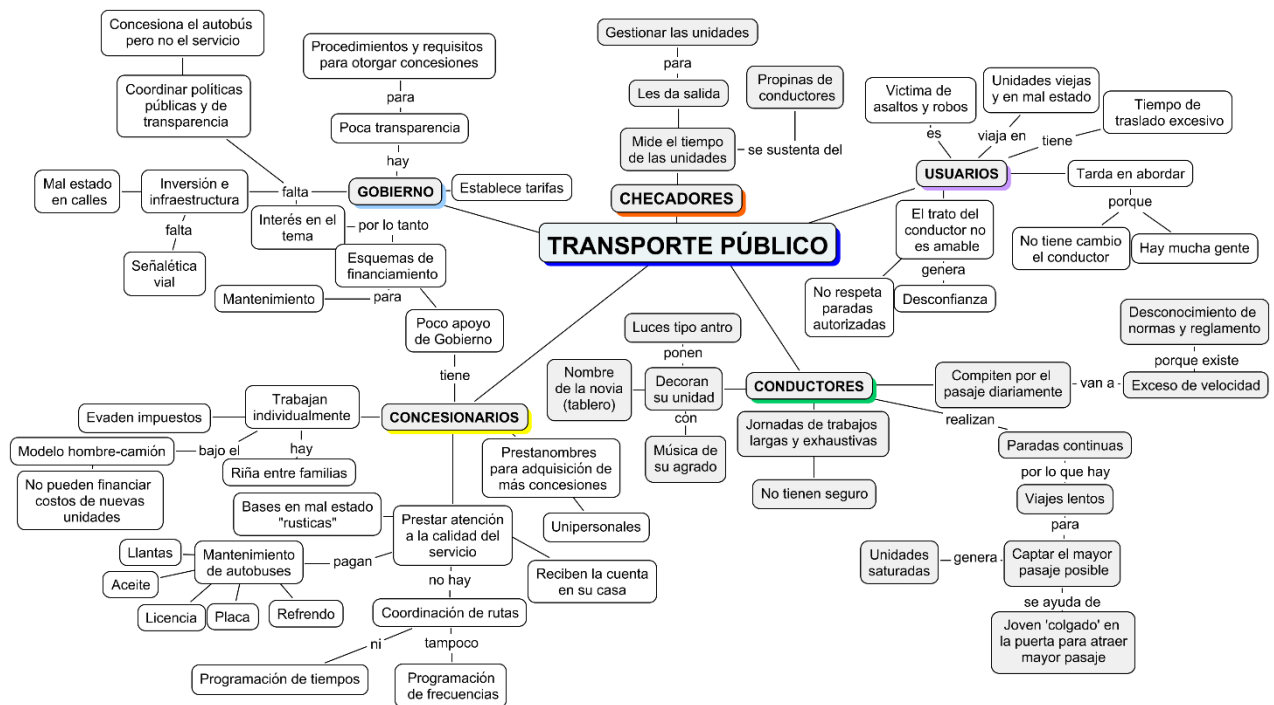 Concesiona el autobús
pero no el servicio
Coordinar políticas
públicas y de
transparencia
Procedimientos y requisitos
para otorgar concesiones
para
Poca transparencia
hay
GOBIERNO
Establece tarifas
falta
Inversión e
infraestructura
Mal estado
en calles
falta
Señalética
vial
Interés en el
tema
por lo tanto
Esquemas de
financiamiento
para
Mantenimiento
Poco apoyo
de Gobierno
tiene
Gestionar las unidades
para
Les da salida
Mide el tiempo
de las unidades
se sustenta del
Propinas de
conductores
CHECADORES
TRANSPORTE PÚBLICO
Victima de
asaltos y robos
es
Unidades viejas
y en mal estado
viaja en
Tiempo de
traslado excesivo
tiene
USUARIOS
Tarda en abordar
porque
No tiene cambio
el conductor
Hay mucha gente
El trato del
conductor no
es amable
genera
No respeta
paradas
autorizadas
Desconfianza
CONCESIONARIOS
Trabajan
individualmente
Evaden impuestos
bajo el
Modelo hombre-camión
No pueden financiar
costos de nuevas
unidades
hay
Riña entre familias
Prestanombres
para adquisición de
más concesiones
Unipersonales
Bases en mal estado
"rusticas"
Prestar atención
a la calidad del
servicio
pagan
Mantenimiento
de autobuses
Llantas
Aceite
Licencia
Placa
Refrendo
Reciben la cuenta
en su casa
no hay
Coordinación de rutas
ni
tampoco
Programación de tiempos
Programación
de frecuencias
CONDUCTORES
Luces tipo antro
ponen
Nombre
de la novia
(tablero)
Decoran
su unidad
cón
Música de
su agrado
Jornadas de trabajos
largas y exhaustivas
No tienen seguro
Compiten por el
pasaje diariamente
van a
Exceso de velocidad
porque existe
Desconocimiento de
normas y reglamento
realizan
Paradas continuas
por lo que hay
Viajes lentos
para
Captar el mayor
pasaje posible
genera
Unidades
saturadas
se ayuda de
Joven 'colgado' en
la puerta para atraer
mayor pasaje